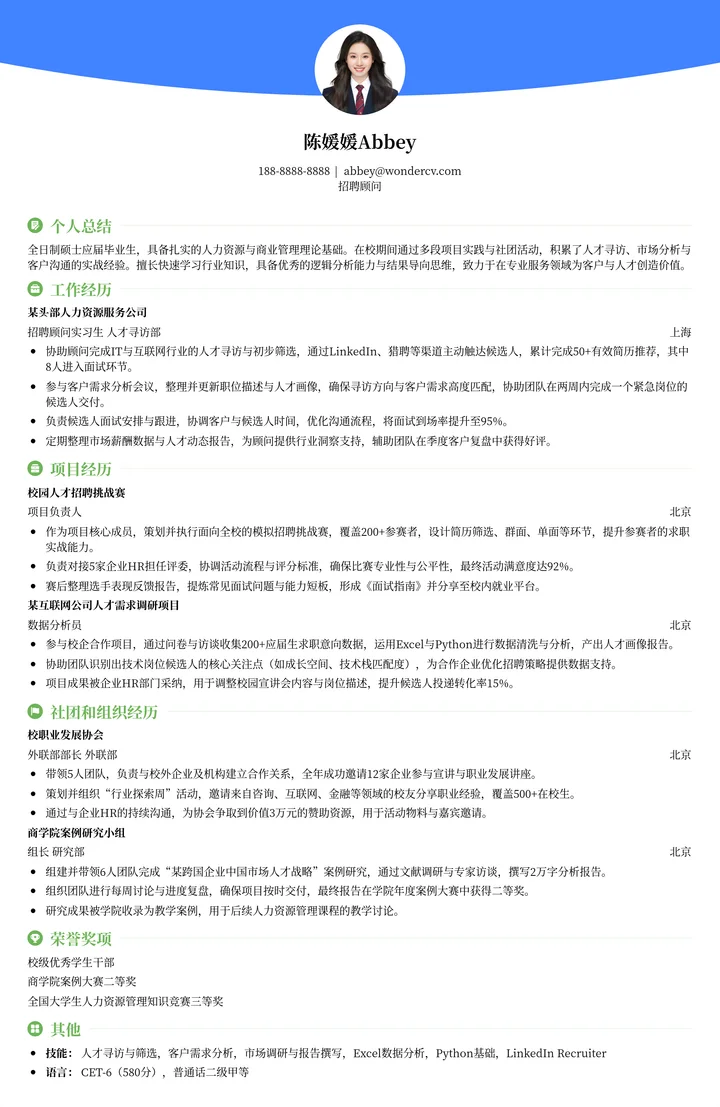 陈媛媛Abbey
188-8888-8888 | abbey@wondercv.com
招聘顾问
个人总结
全日制硕士应届毕业生，具备扎实的人力资源与商业管理理论基础。在校期间通过多段项目实践与社团活动，积累了人才寻访、市场分析与
客户沟通的实战经验。擅长快速学习行业知识，具备优秀的逻辑分析能力与结果导向思维，致力于在专业服务领域为客户与人才创造价值。
工作经历
某头部人力资源服务公司
招聘顾问实习生 人才寻访部 上海
• 协助顾问完成IT与互联网行业的人才寻访与初步筛选，通过LinkedIn、猎聘等渠道主动触达候选人，累计完成50+有效简历推荐，其中
8人进入面试环节。
• 参与客户需求分析会议，整理并更新职位描述与人才画像，确保寻访方向与客户需求高度匹配，协助团队在两周内完成一个紧急岗位的
候选人交付。
• 负责候选人面试安排与跟进，协调客户与候选人时间，优化沟通流程，将面试到场率提升至95%。
• 定期整理市场薪酬数据与人才动态报告，为顾问提供行业洞察支持，辅助团队在季度客户复盘中获得好评。
项目经历
校园人才招聘挑战赛
项目负责人 北京
• 作为项目核心成员，策划并执行面向全校的模拟招聘挑战赛，覆盖200+参赛者，设计简历筛选、群面、单面等环节，提升参赛者的求职
实战能力。
• 负责对接5家企业HR担任评委，协调活动流程与评分标准，确保比赛专业性与公平性，最终活动满意度达92%。
• 赛后整理选手表现反馈报告，提炼常见面试问题与能力短板，形成《面试指南》并分享至校内就业平台。
某互联网公司人才需求调研项目
数据分析员 北京
• 参与校企合作项目，通过问卷与访谈收集200+应届生求职意向数据，运用Excel与Python进行数据清洗与分析，产出人才画像报告。
• 协助团队识别出技术岗位候选人的核心关注点（如成长空间、技术栈匹配度），为合作企业优化招聘策略提供数据支持。
• 项目成果被企业HR部门采纳，用于调整校园宣讲会内容与岗位描述，提升候选人投递转化率15%。
社团和组织经历
校职业发展协会
外联部部长 外联部 北京
• 带领5人团队，负责与校外企业及机构建立合作关系，全年成功邀请12家企业参与宣讲与职业发展讲座。
• 策划并组织“行业探索周”活动，邀请来自咨询、互联网、金融等领域的校友分享职业经验，覆盖500+在校生。
• 通过与企业HR的持续沟通，为协会争取到价值3万元的赞助资源，用于活动物料与嘉宾邀请。
商学院案例研究小组
组长 研究部 北京
• 组建并带领6人团队完成“某跨国企业中国市场人才战略”案例研究，通过文献调研与专家访谈，撰写2万字分析报告。
• 组织团队进行每周讨论与进度复盘，确保项目按时交付，最终报告在学院年度案例大赛中获得二等奖。
• 研究成果被学院收录为教学案例，用于后续人力资源管理课程的教学讨论。
荣誉奖项
校级优秀学生干部
商学院案例大赛二等奖
全国大学生人力资源管理知识竞赛三等奖
其他
• 技能： 人才寻访与筛选，客户需求分析，市场调研与报告撰写，Excel数据分析，Python基础，LinkedIn Recruiter
• 语言： CET-6（580分），普通话二级甲等